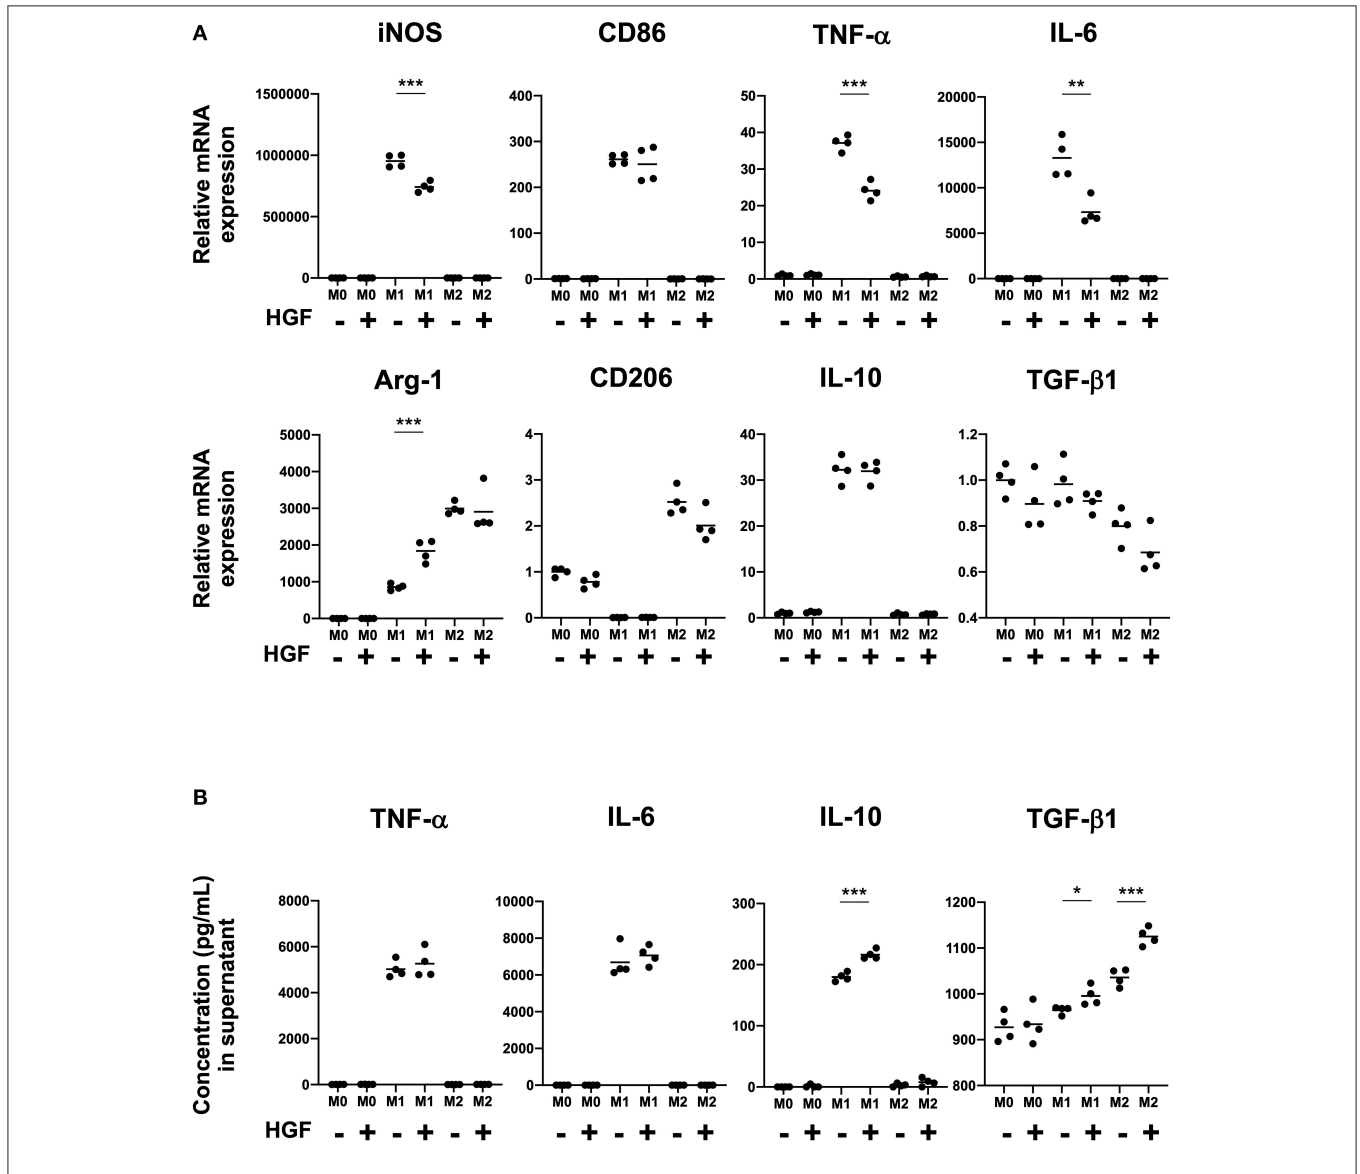 A
iNOS CD86 TNF-α IL-6
Relative mRNA
expression
*** *** **
1500000 400 50 20000
1000000 300 40 15000
500000 200 30 10000
0 100 20 5000
0 10 0
0
M0 M0 M1 M1 M2 M2 M0 M0 M1 M1 M2 M2 M0 M0 M1 M1 M2 M2 M0 M0 M1 M1 M2 M2
HGF - + - + - + - + - + - + - + - + - + - + - + - +
Arg-1 CD206 IL-10 TGF-β1
Relative mRNA
expression
***
5000 4 40 1.2
4000 3 30 1.0
3000 2 20 0.8
2000 1 10 0.6
1000 0 0 0.4
0
M0 M0 M1 M1 M2 M2 M0 M0 M1 M1 M2 M2 M0 M0 M1 M1 M2 M2 M0 M0 M1 M1 M2 M2
HGF - + - + - + - + - + - + - + - + - + - + - + - +
B
TNF-α IL-6 IL-10 TGF-β1
Concentration (pg/mL)
in supernatant
*** * ***
8000 10000 300 1200
6000 8000 200 1100
4000 6000 100 1000
2000 4000 0 900
0 2000 800
0
M0 M0 M1 M1 M2 M2 M0 M0 M1 M1 M2 M2 M0 M0 M1 M1 M2 M2 M0 M0 M1 M1 M2 M2
HGF - + - + - + - + - + - + - + - + - + - + - + - +